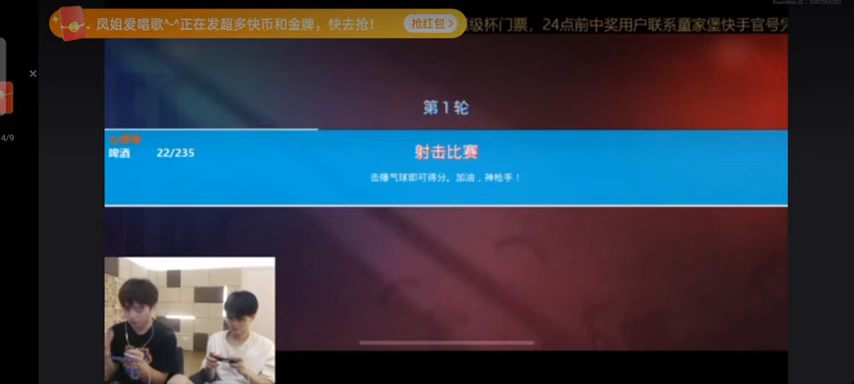 凤姐爱唱歌^-^正在发超多快币和金牌，快去抢！
抢红包
级杯门票，24点前中奖用户联系童家堡快手官号
4/9
第1轮
啤酒
22/235
射击比赛
击爆气球即可得分。加油，神枪手！